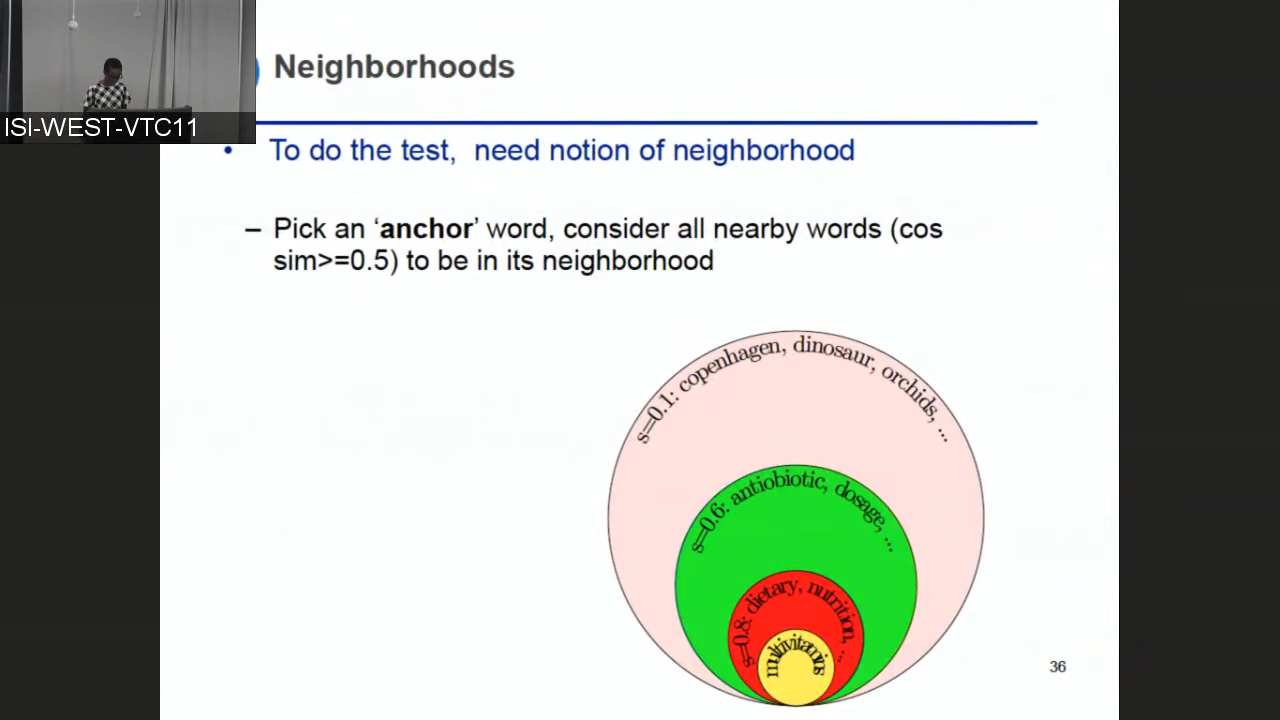 Neighborhoods
ISI-WEST-VTC11
• To do the test, need notion of neighborhood
– Pick an ‘anchor’ word, consider all nearby words (cos
sim>=0.5) to be in its neighborhood
s=0.1: copenhagen, dinosaur, orchids, ...
s=0.6: antiobiotic, dosage, ...
s=0.8: dietary, nutrition, ...
multivitamins
36